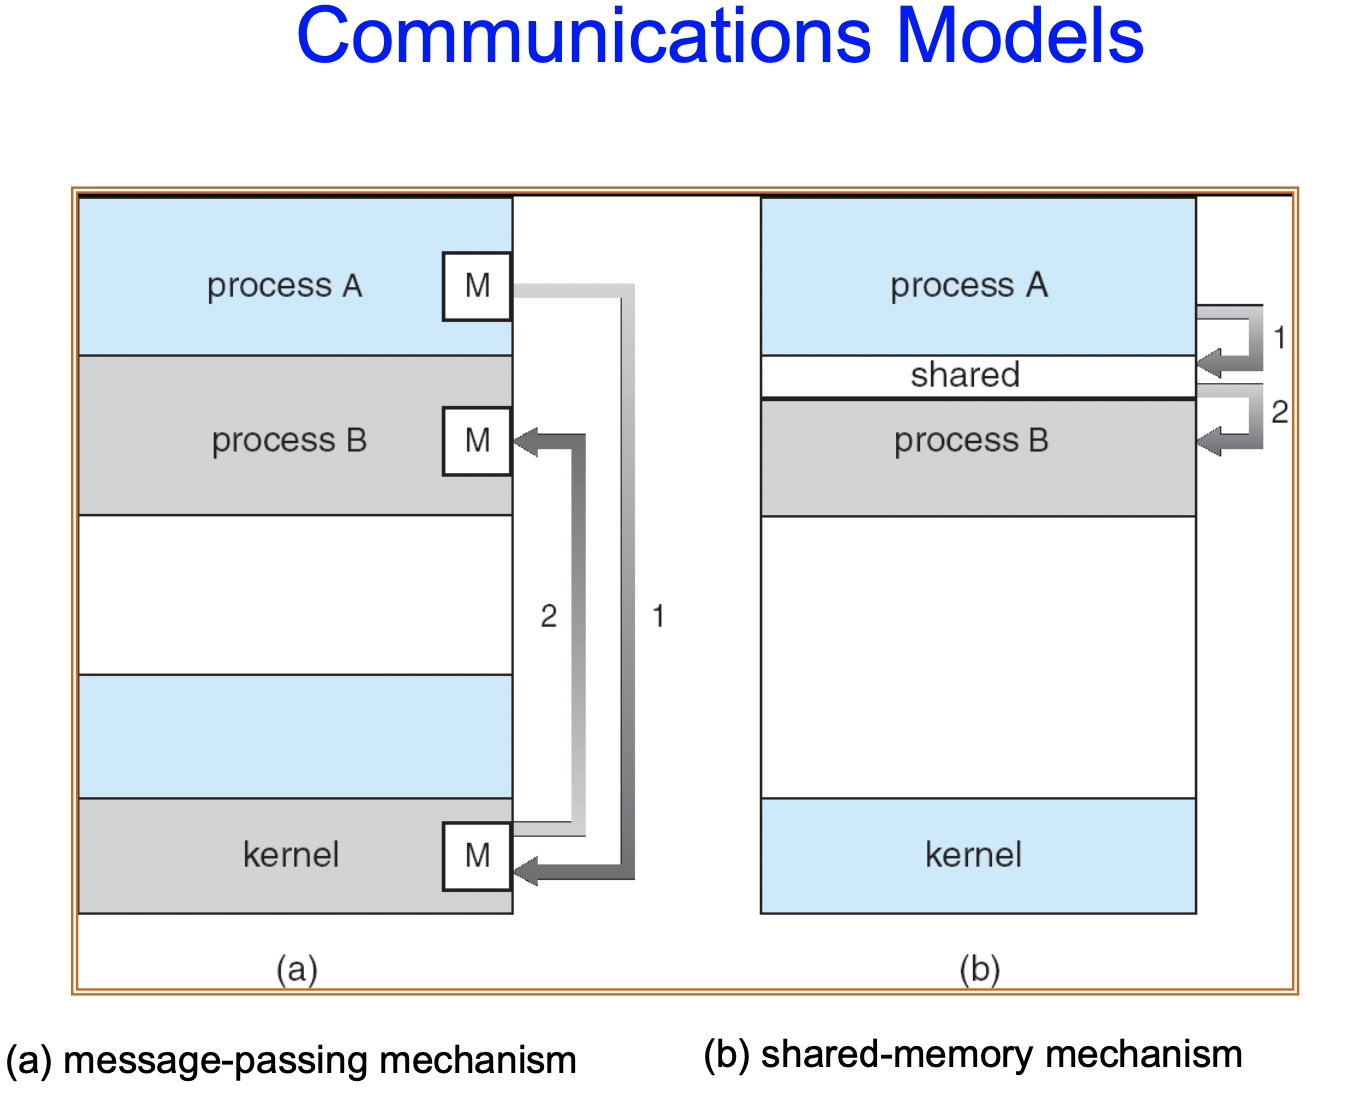 Communications Models
process A
M
process B
M
2
1
kernel
M
(a)
process A
1
shared
2
process B
kernel
(b)
(a) message-passing mechanism
(b) shared-memory mechanism